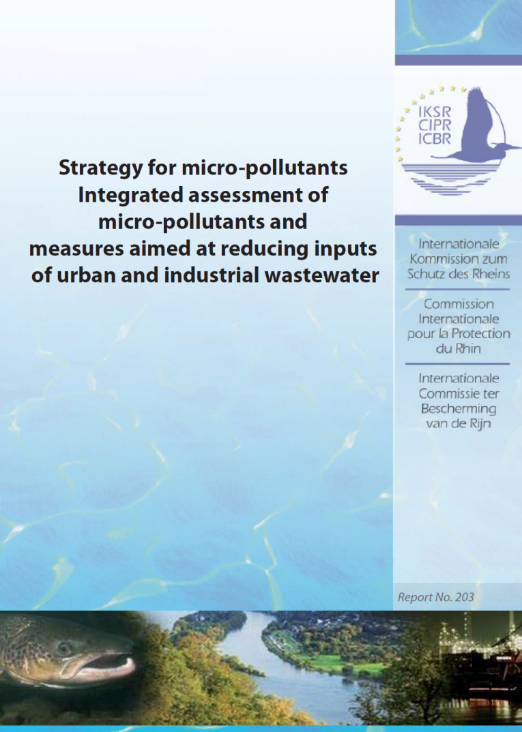 Strategy for micro-pollutants
Integrated assessment of
micro-pollutants and
measures aimed at reducing inputs
of urban and industrial wastewater
IKSR
CIPR
ICBR
Internationale
Kommission zum
Schutz des Rheins
Commission
Internationale
pour la Protection
du Rhin
Internationale
Commissie ter
Bescherming
van de Rijn
Report No. 203